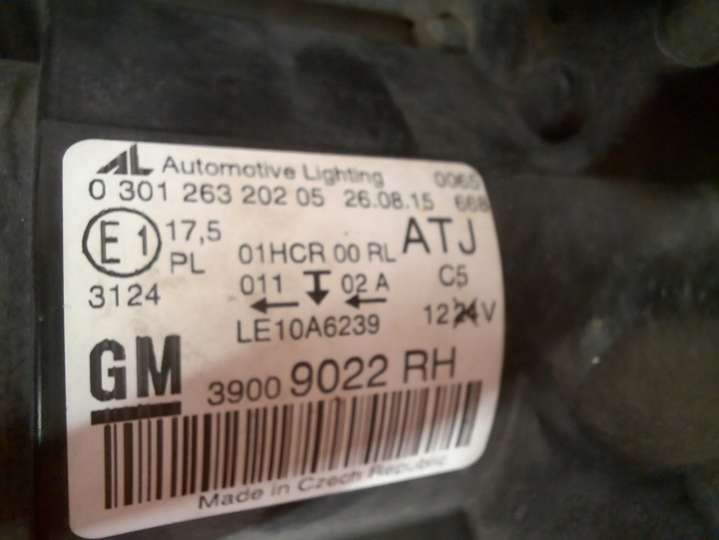 AL Automotive Lighting 0065
0 301 263 202 05 26.08.15 668
E1 17,5 01HCR 00 RL ATJ
PL 011 02 A C5
3124 LE10A6239 12 24 V
GM 3900 9022 RH
Made in Czech Republic